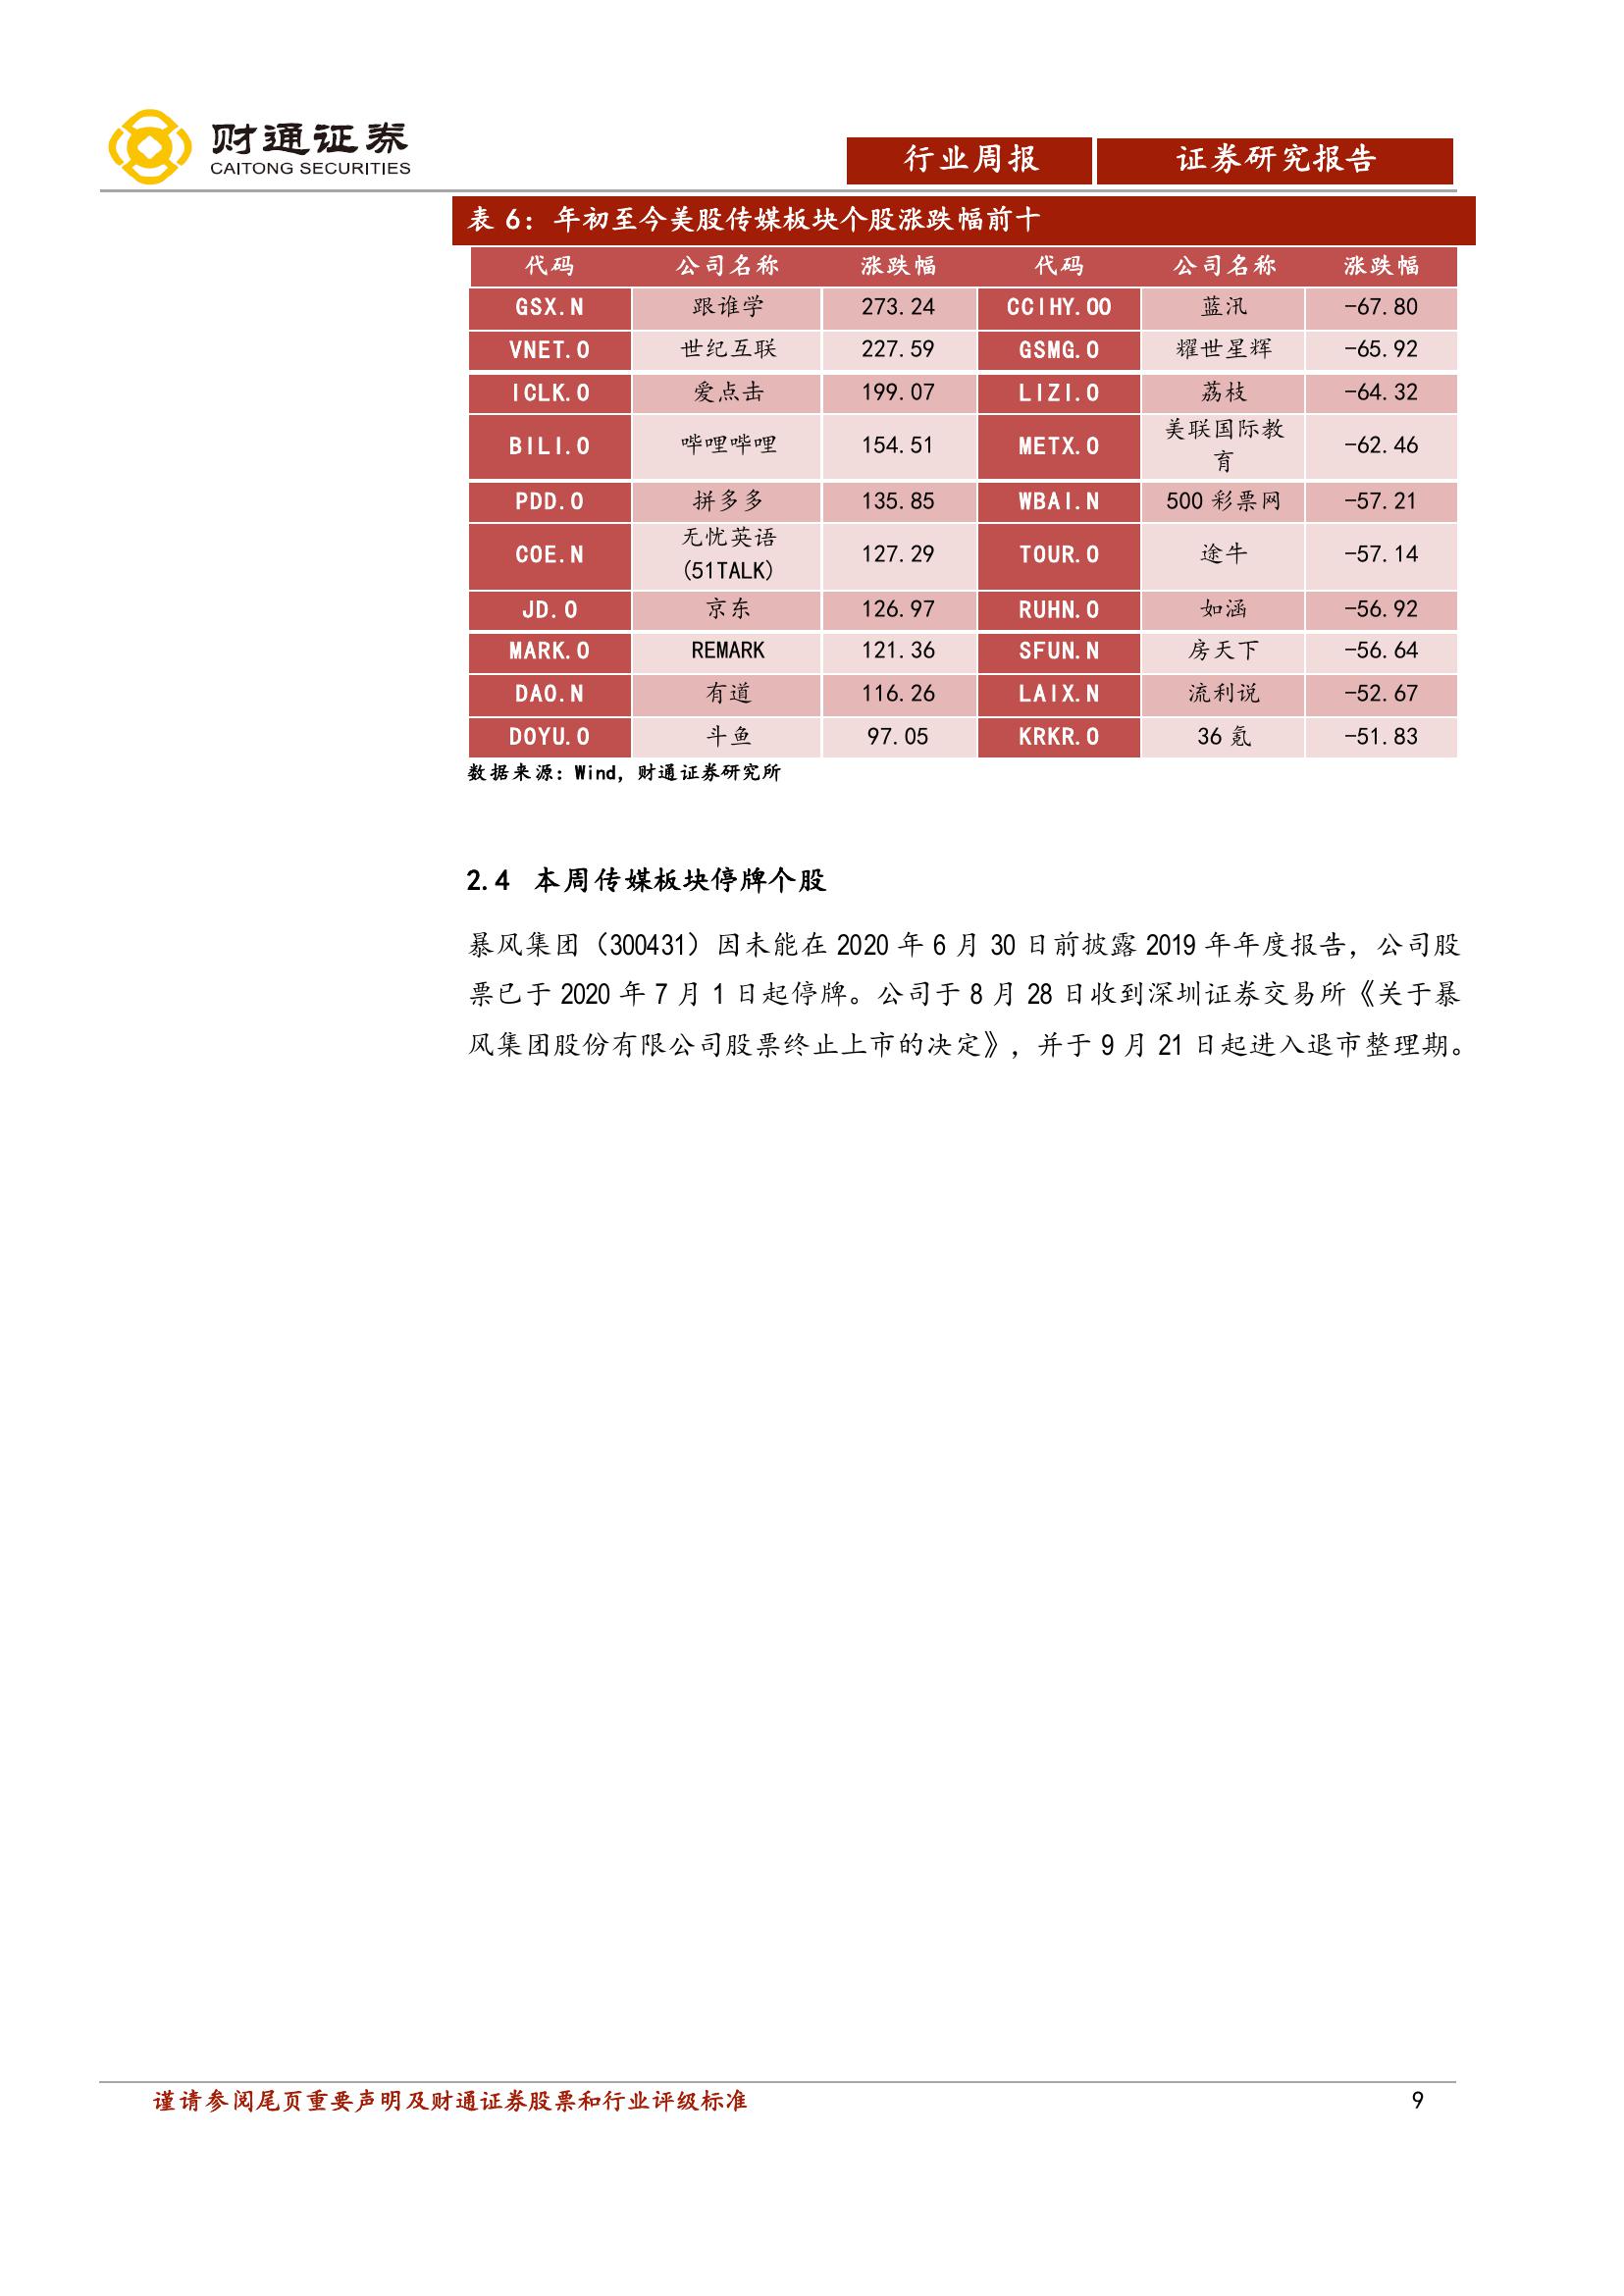 财通证券
CAITONG SECURITIES
行业周报 证券研究报告
表 6：年初至今美股传媒板块个股涨跌幅前十
代码 公司名称 涨跌幅 代码 公司名称 涨跌幅
GSX.N 跟谁学 273.24 CCIHY.OO 蓝汛 -67.80
VNET.O 世纪互联 227.59 GSMG.O 耀世星辉 -65.92
ICLK.O 爱点击 199.07 LIZI.O 荔枝 -64.32
BILI.O 哔哩哔哩 154.51 METX.O 美联国际教
育 -62.46
PDD.O 拼多多 135.85 WBAI.N 500 彩票网 -57.21
COE.N 无忧英语
(51TALK) 127.29 TOUR.O 途牛 -57.14
JD.O 京东 126.97 RUHN.O 如涵 -56.92
MARK.O REMARK 121.36 SFUN.N 房天下 -56.64
DAO.N 有道 116.26 LAIX.N 流利说 -52.67
DOYU.O 斗鱼 97.05 KRKR.O 36 氪 -51.83
数据来源：Wind，财通证券研究所
2.4 本周传媒板块停牌个股
暴风集团（300431）因未能在 2020 年 6 月 30 日前披露 2019 年年度报告，公司股
票已于 2020 年 7 月 1 日起停牌。公司于 8 月 28 日收到深圳证券交易所《关于暴
风集团股份有限公司股票终止上市的决定》，并于 9 月 21 日起进入退市整理期。
谨请参阅尾页重要声明及财通证券股票和行业评级标准 9